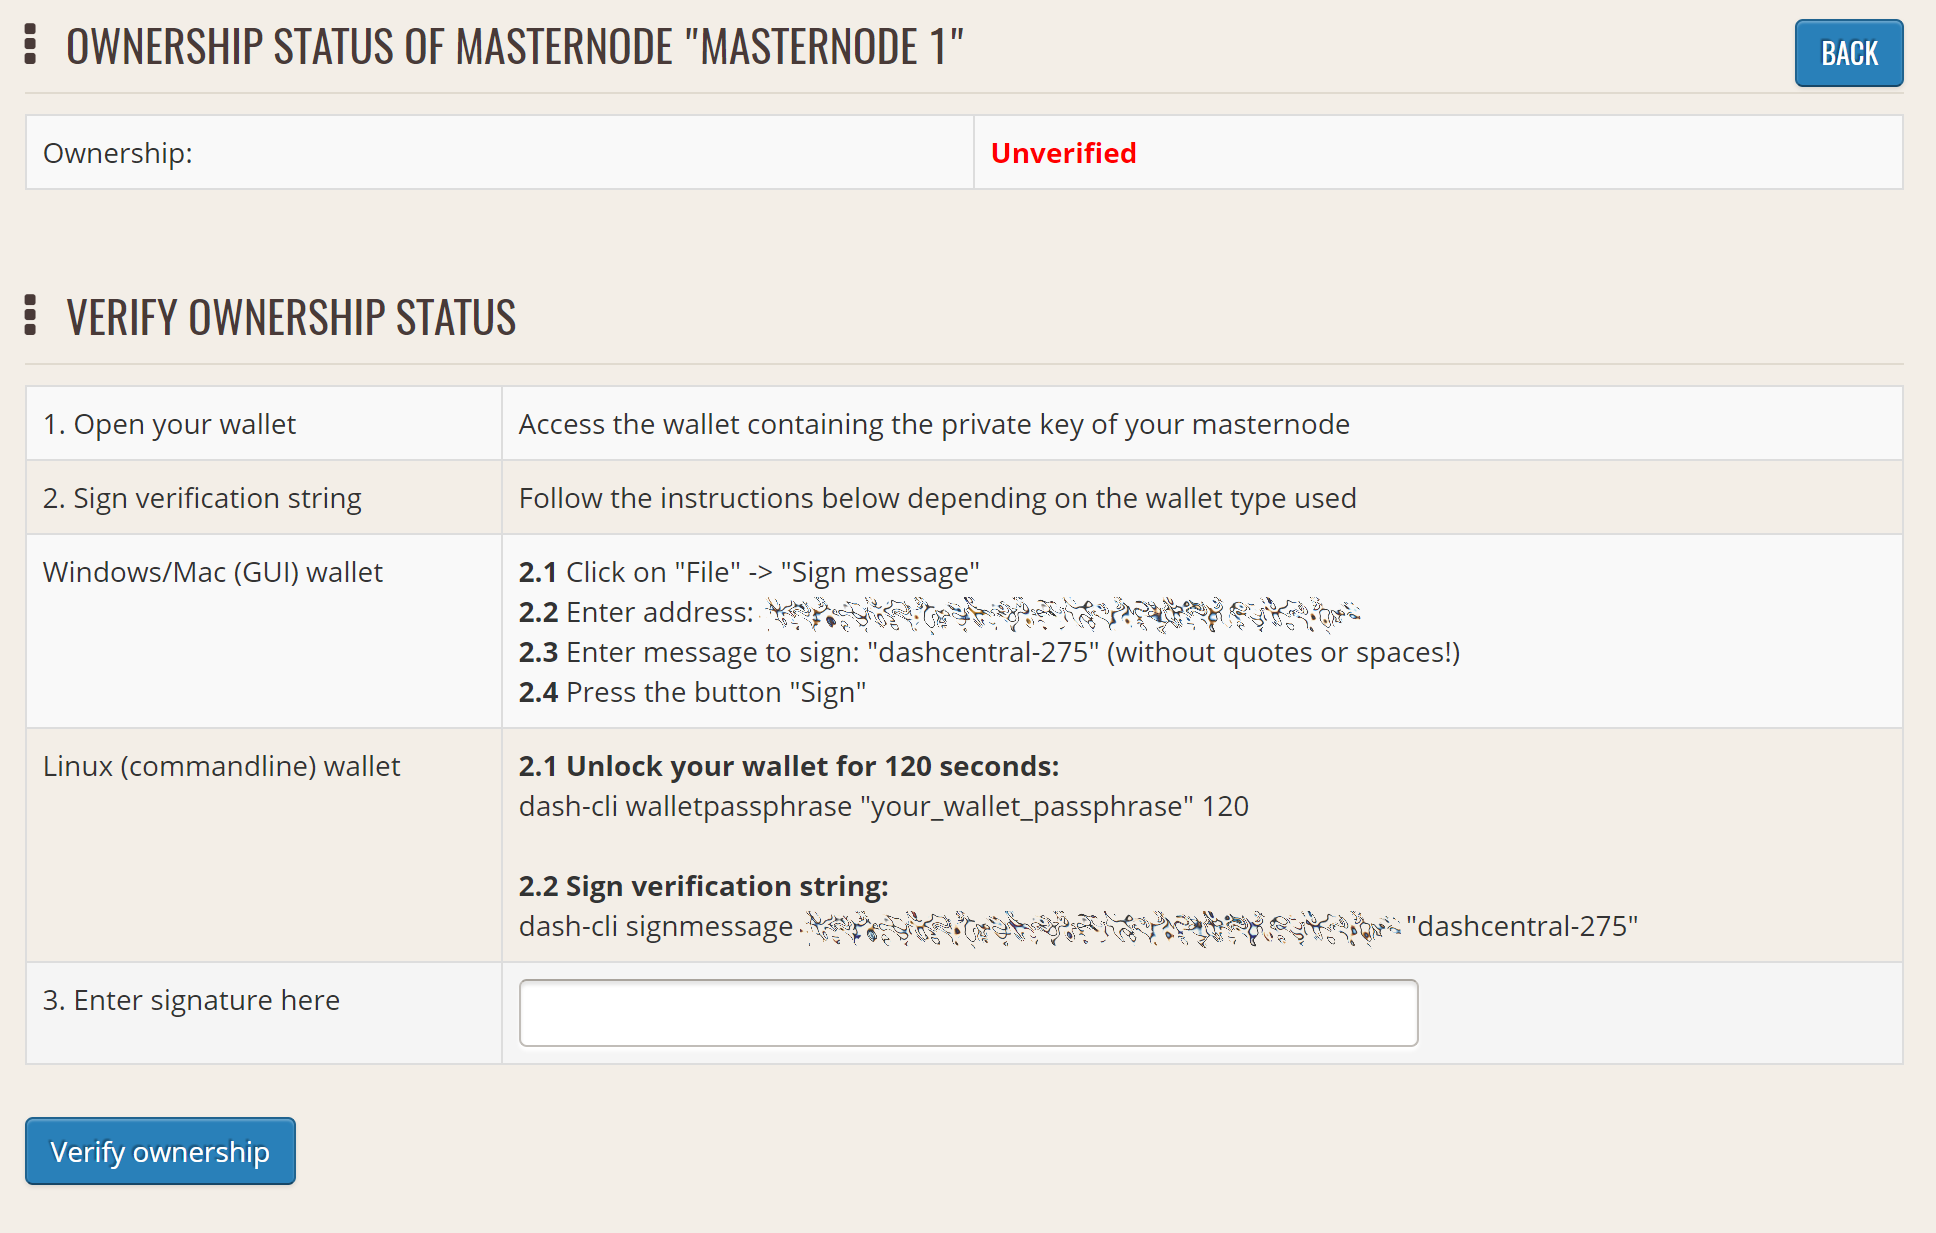 OWNERSHIP STATUS OF MASTERNODE "MASTERNODE 1"
BACK
Ownership:
Unverified
VERIFY OWNERSHIP STATUS
1. Open your wallet
Access the wallet containing the private key of your masternode
2. Sign verification string
Follow the instructions below depending on the wallet type used
Windows/Mac (GUI) wallet
2.1 Click on "File" -> "Sign message"
2.2 Enter address:
2.3 Enter message to sign: "dashcentral-275" (without quotes or spaces!)
2.4 Press the button "Sign"
Linux (commandline) wallet
2.1 Unlock your wallet for 120 seconds:
dash-cli walletpassphrase "your_wallet_passphrase" 120
2.2 Sign verification string:
dash-cli signmessage "dashcentral-275"
3. Enter signature here
Verify ownership